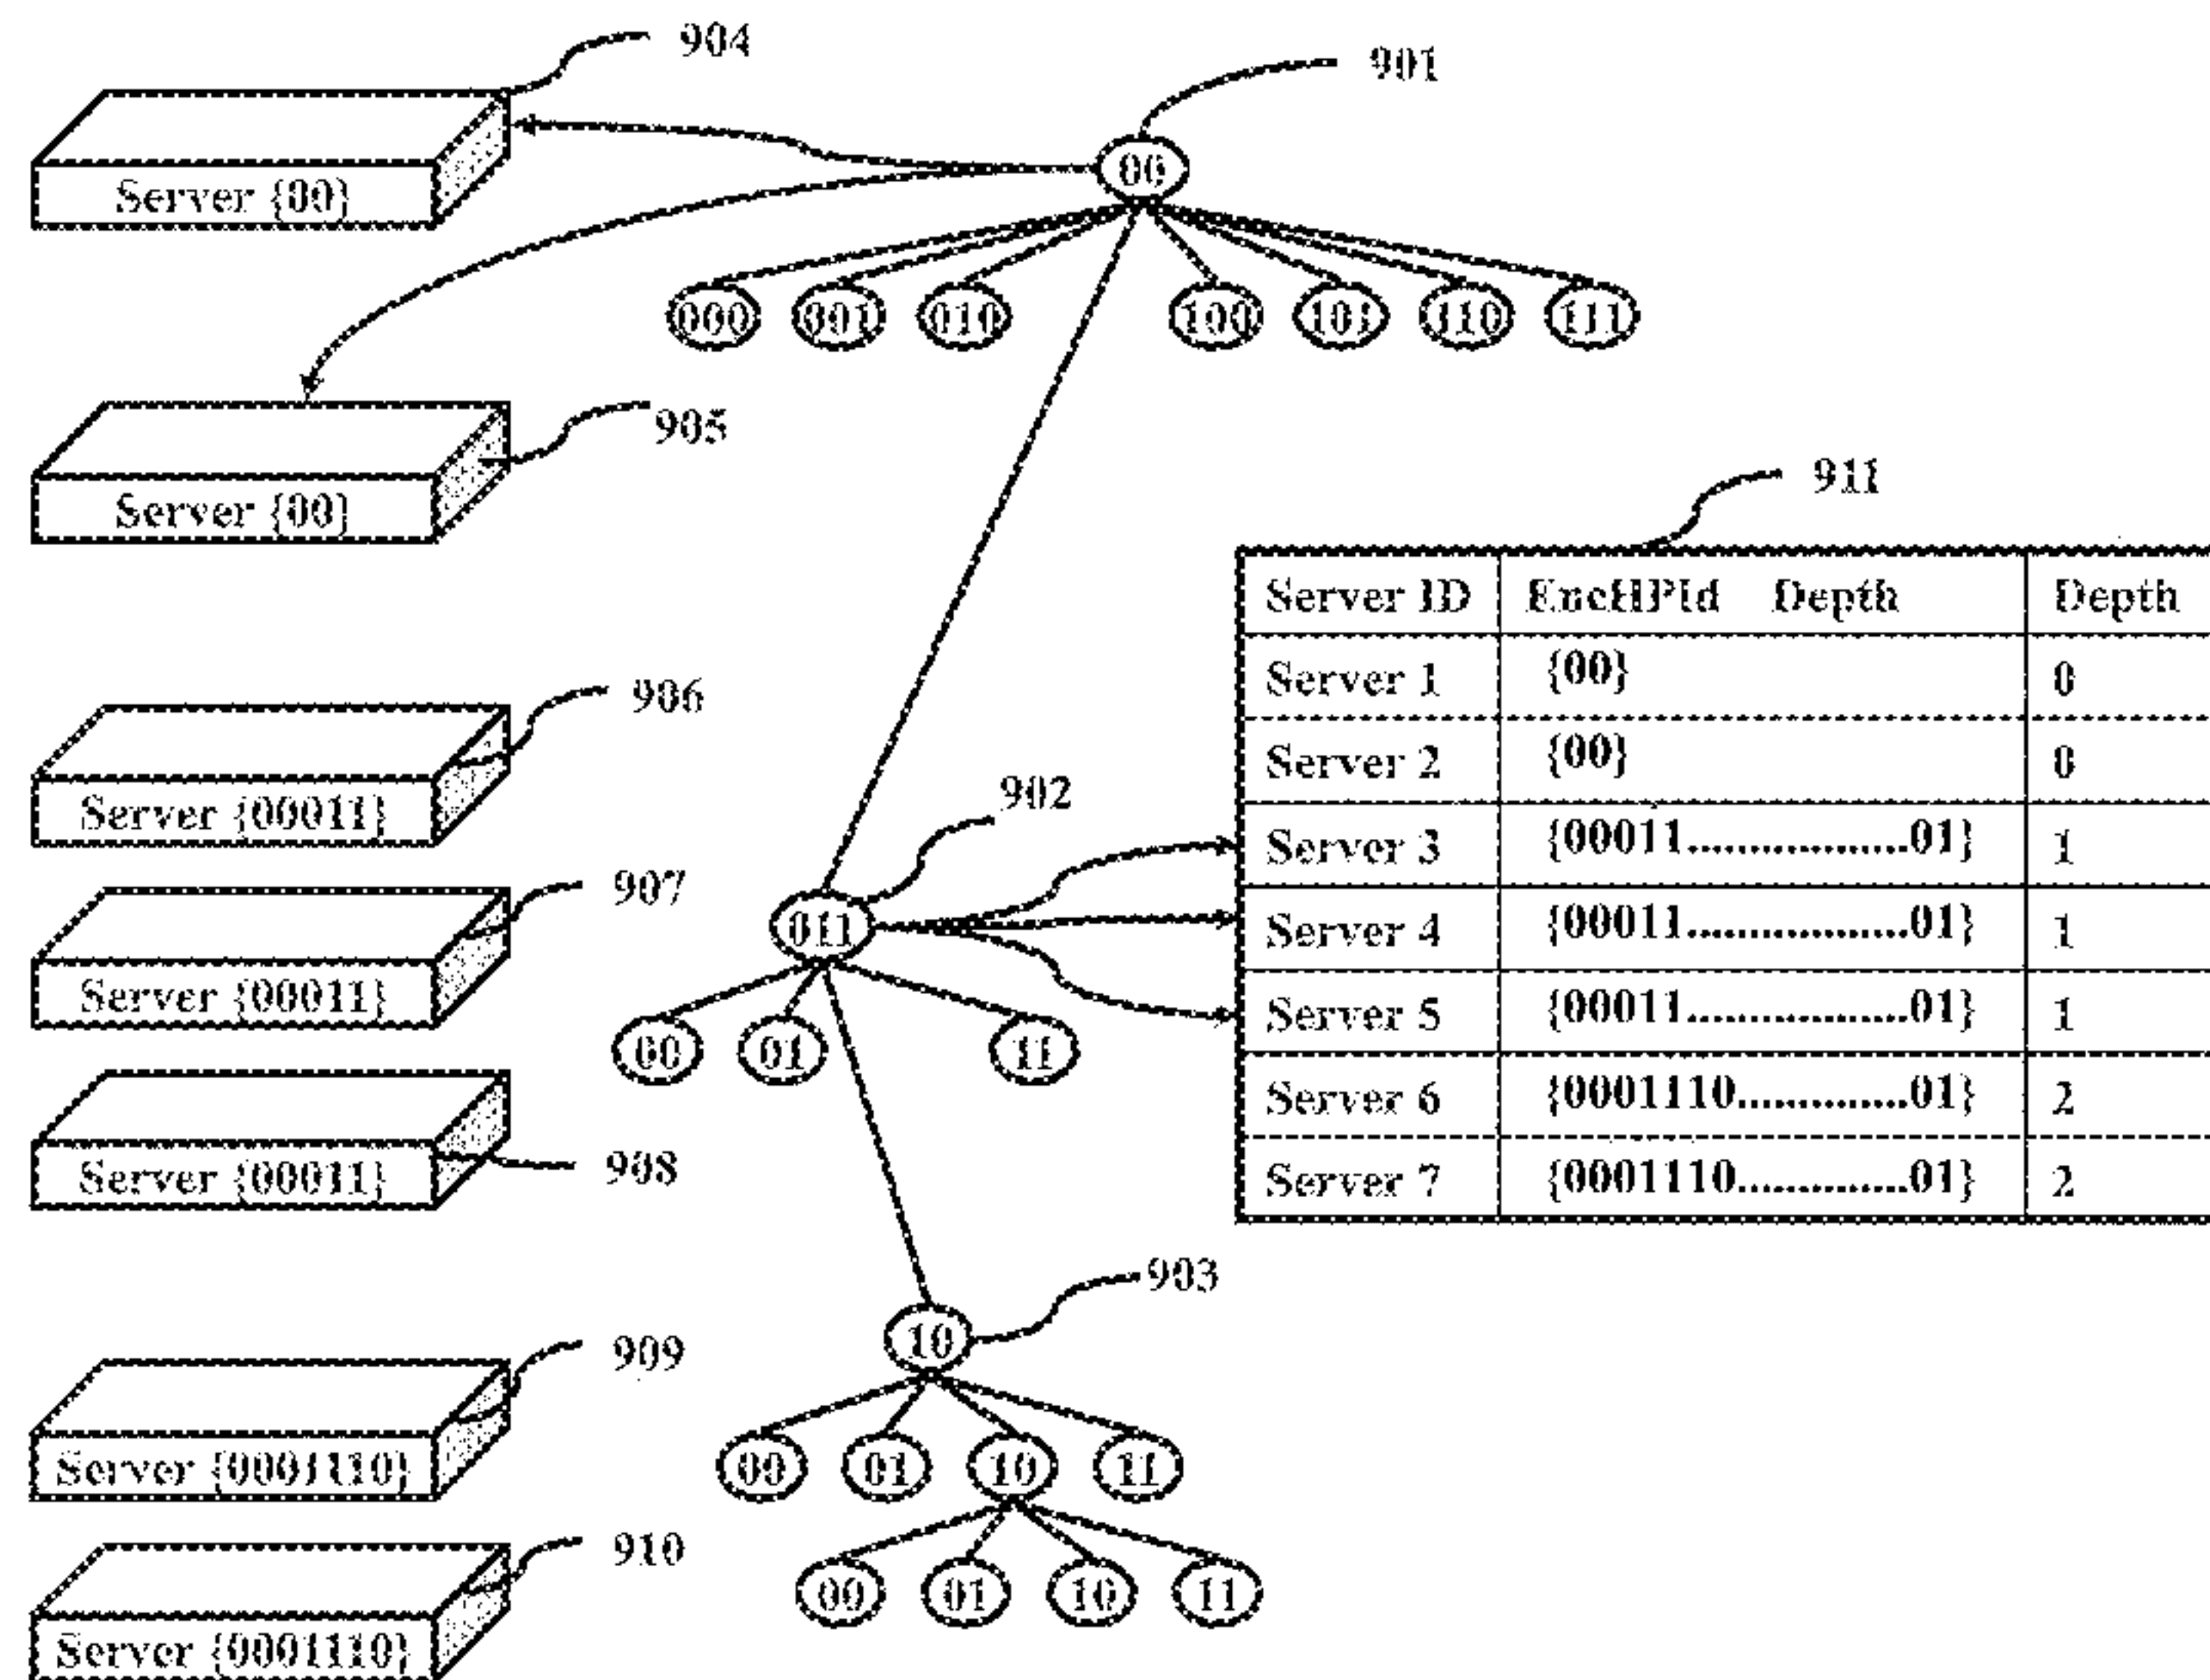 904
901
00
Server {00}
000 001 010 100 101 110 111
905
Server {00}
911
Server ID EncHPId Depth Depth
Server 1 {00} 0
Server 2 {00} 0
Server 3 {00011..................01} 1
Server 4 {00011..................01} 1
Server 5 {00011..................01} 1
Server 6 {0001110..............01} 2
Server 7 {0001110..............01} 2
906
Server {00011}
902
907
011
Server {00011}
00 01 11
908
Server {00011}
903
10
909
Server {0001110}
00 01 10 11
910
00 01 10 11
Server {0001110}